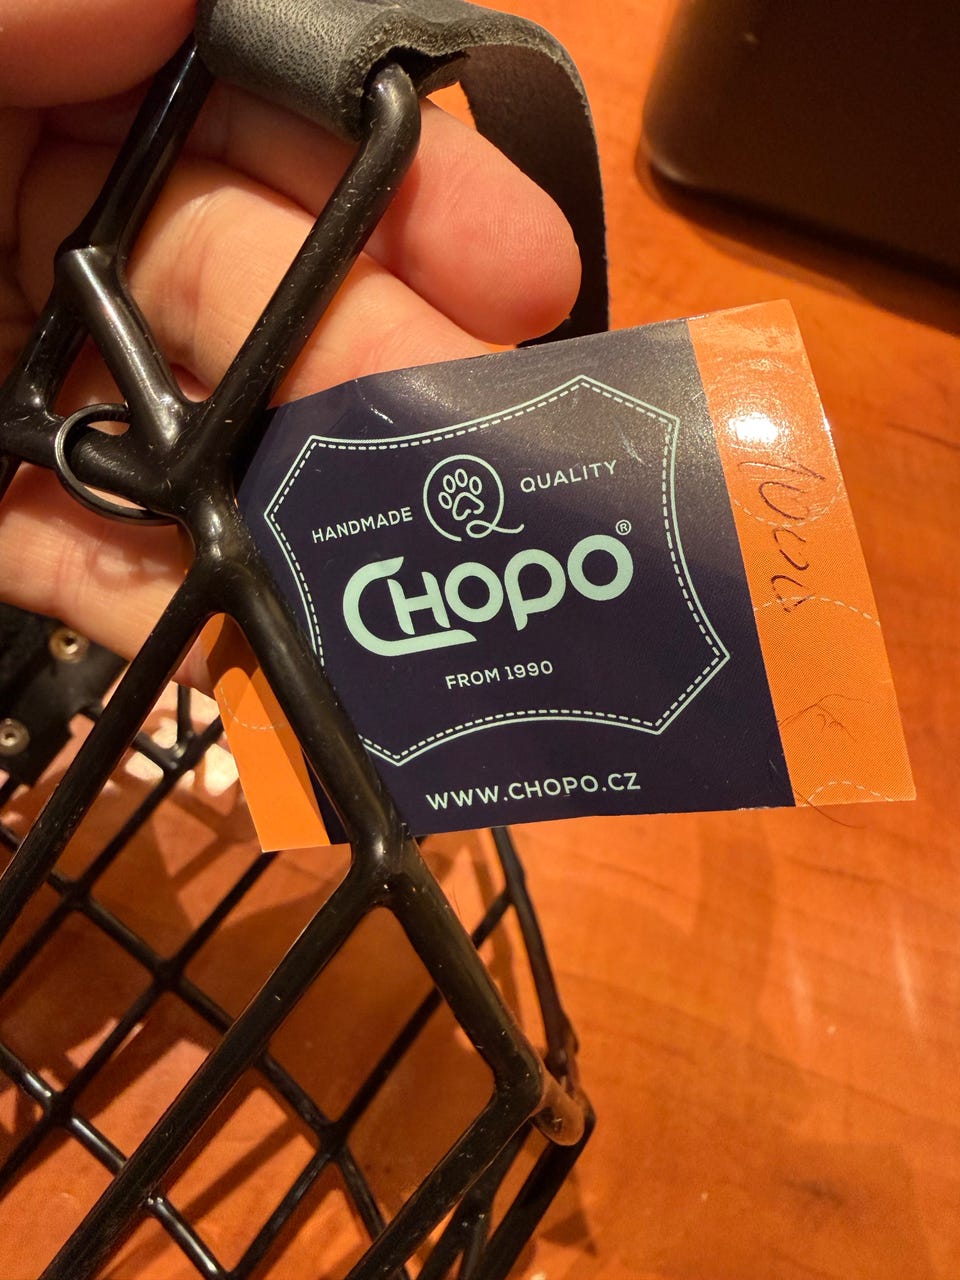 HANDMADE QUALITY
CHOPO®
FROM 1990
WWW.CHOPO.CZ